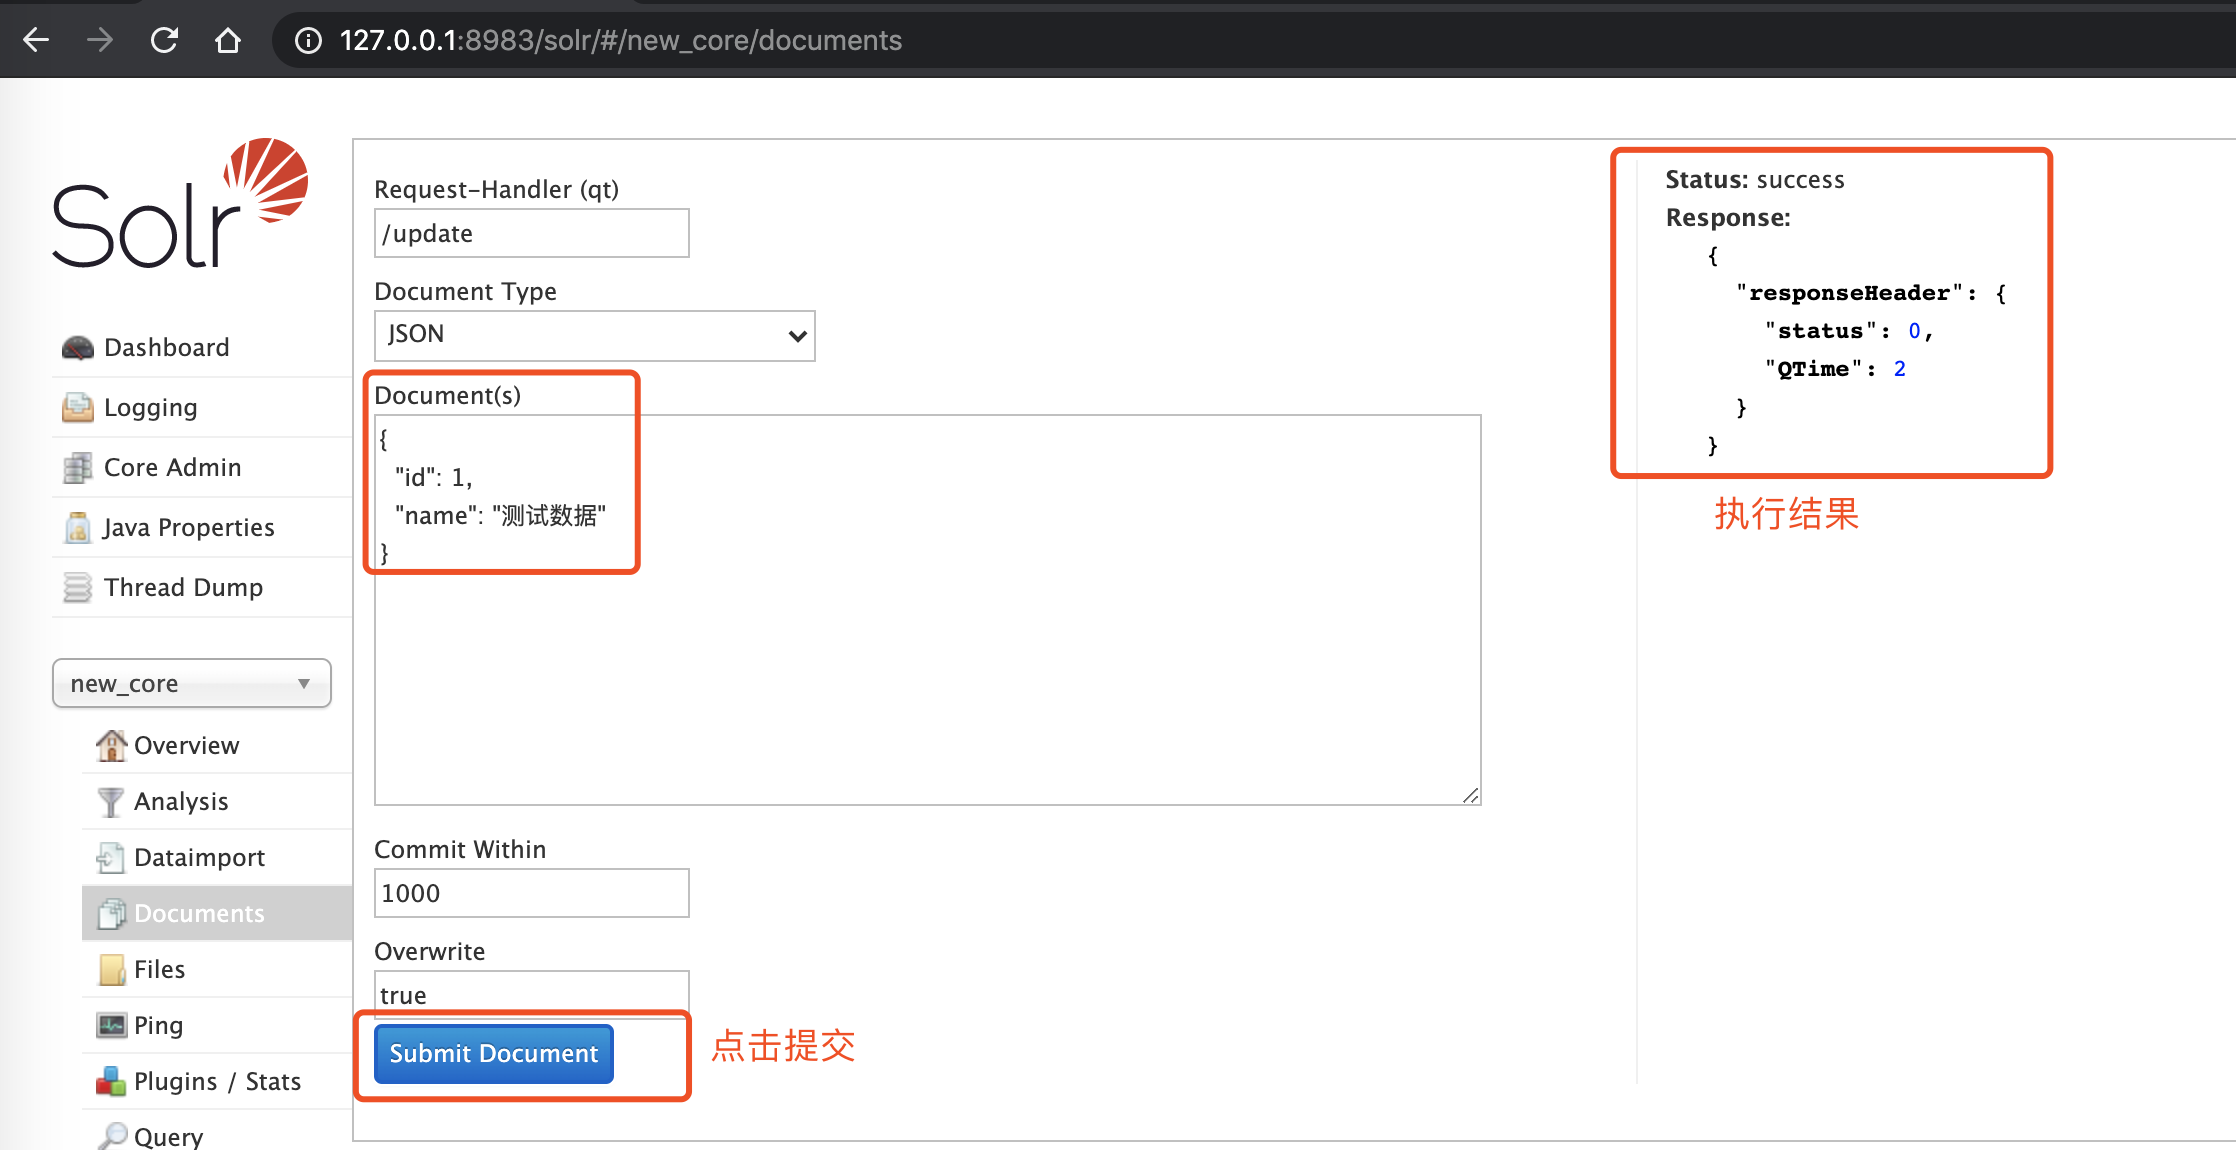 127.0.0.1:8983/solr/#/new_core/documents
Solr
Dashboard
Logging
Core Admin
Java Properties
Thread Dump
new_core
Overview
Analysis
Dataimport
Documents
Files
Ping
Plugins / Stats
Query
Request-Handler (qt)
/update
Document Type
JSON
Document(s)
{
"id": 1,
"name": "测试数据"
}
Commit Within
1000
Overwrite
true
Submit Document
点击提交
Status: success
Response:
{
"responseHeader": {
"status": 0,
"QTime": 2
}
}
执行结果